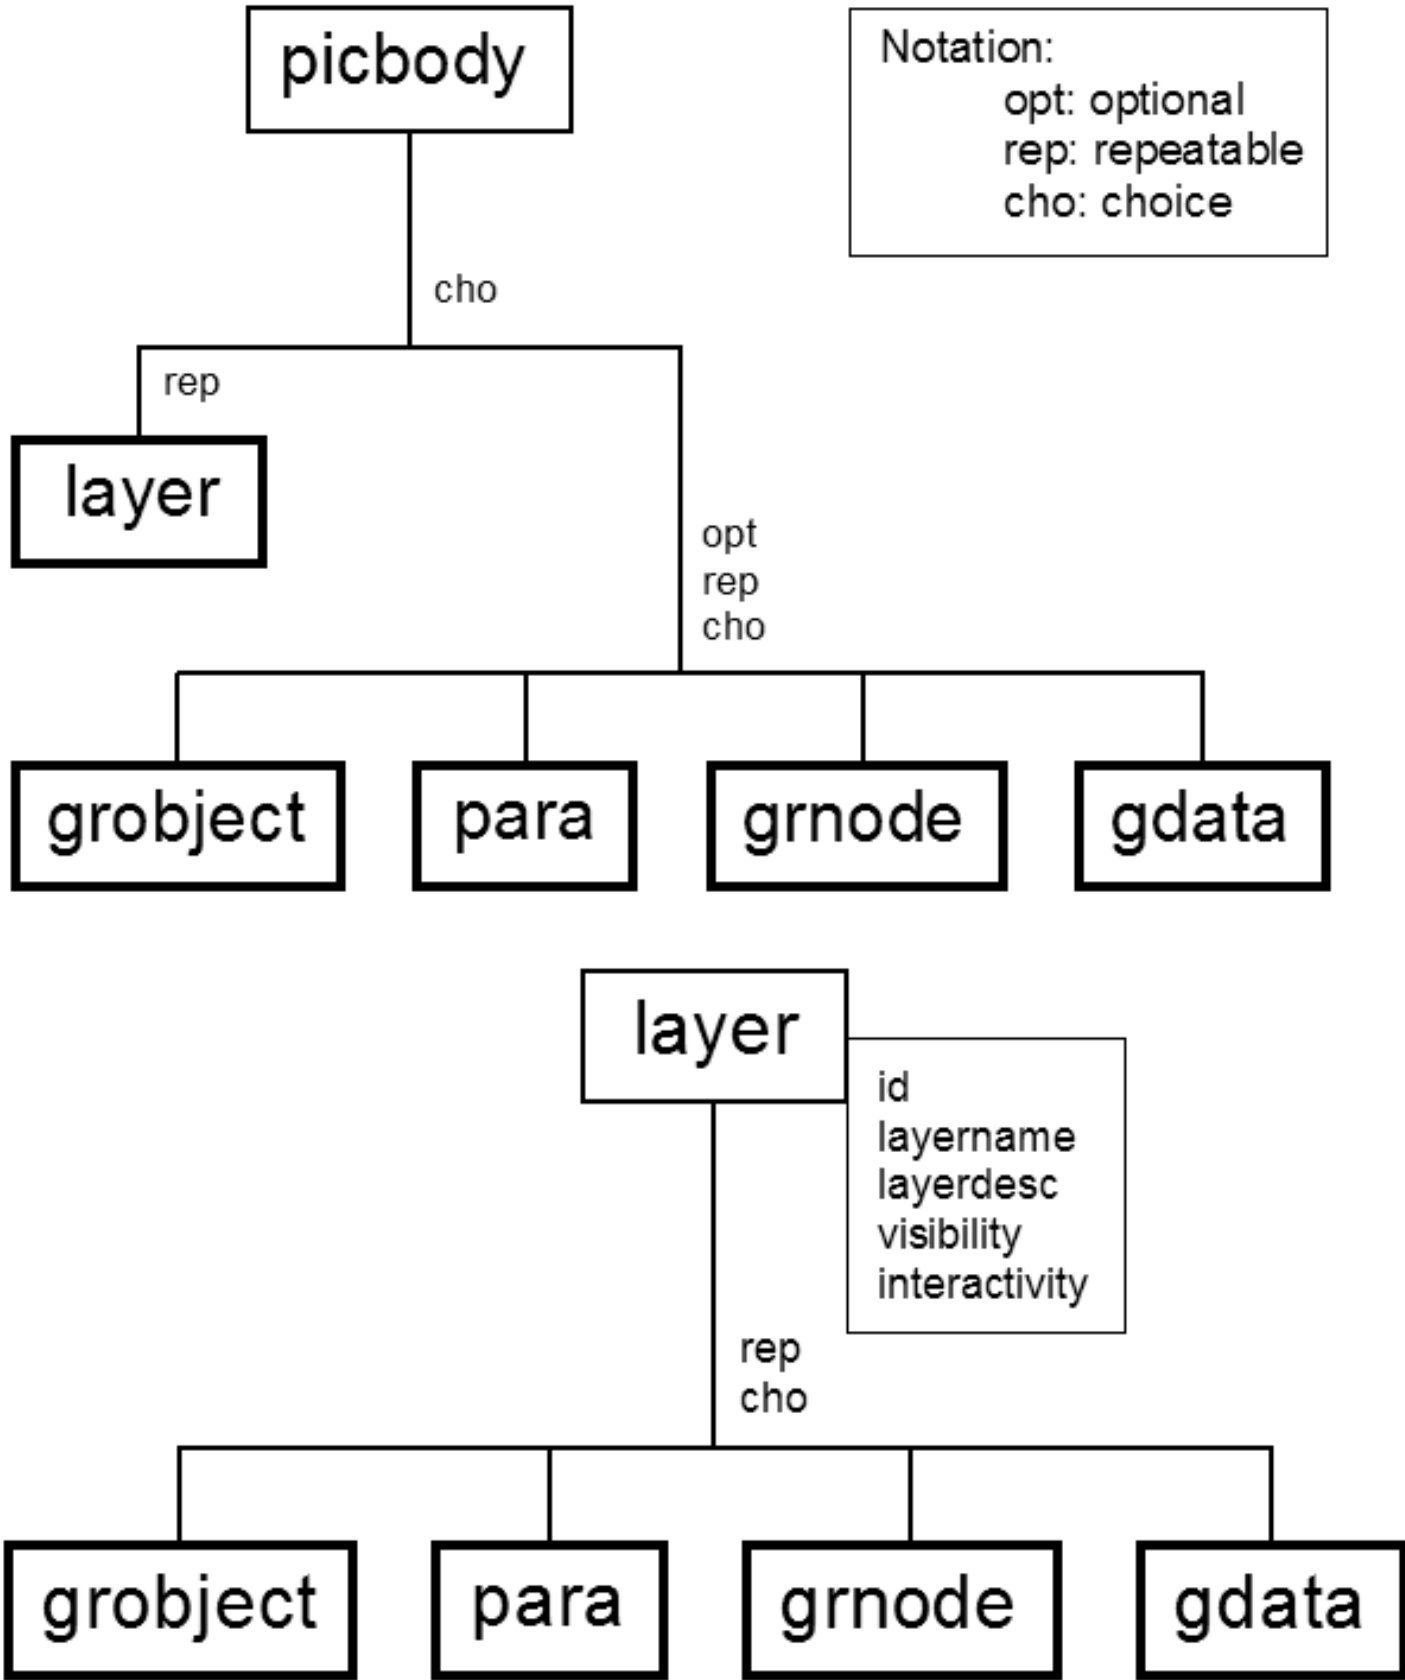 picbody
Notation:
opt: optional
rep: repeatable
cho: choice
cho
rep
layer
opt
rep
cho
grobject
para
grnode
gdata
layer
id
layername
layerdesc
visibility
interactivity
rep
cho
grobject
para
grnode
gdata